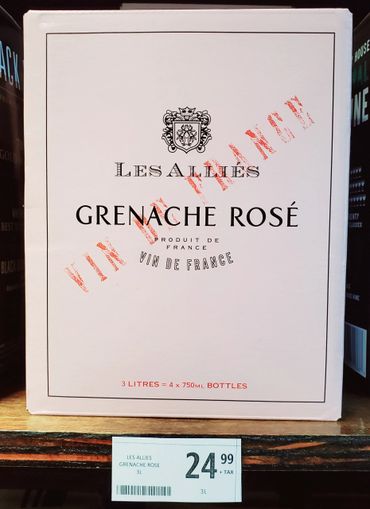 LES ALLIÉS
GRENACHE ROSÉ
PRODUIT DE
FRANCE
VIN DE FRANCE
VIN DE FRANCE
3 LITRES = 4 x 750ML BOTTLES
LES ALLIES
GRENACHE ROSE
3L
24.99
+ TAX
3L